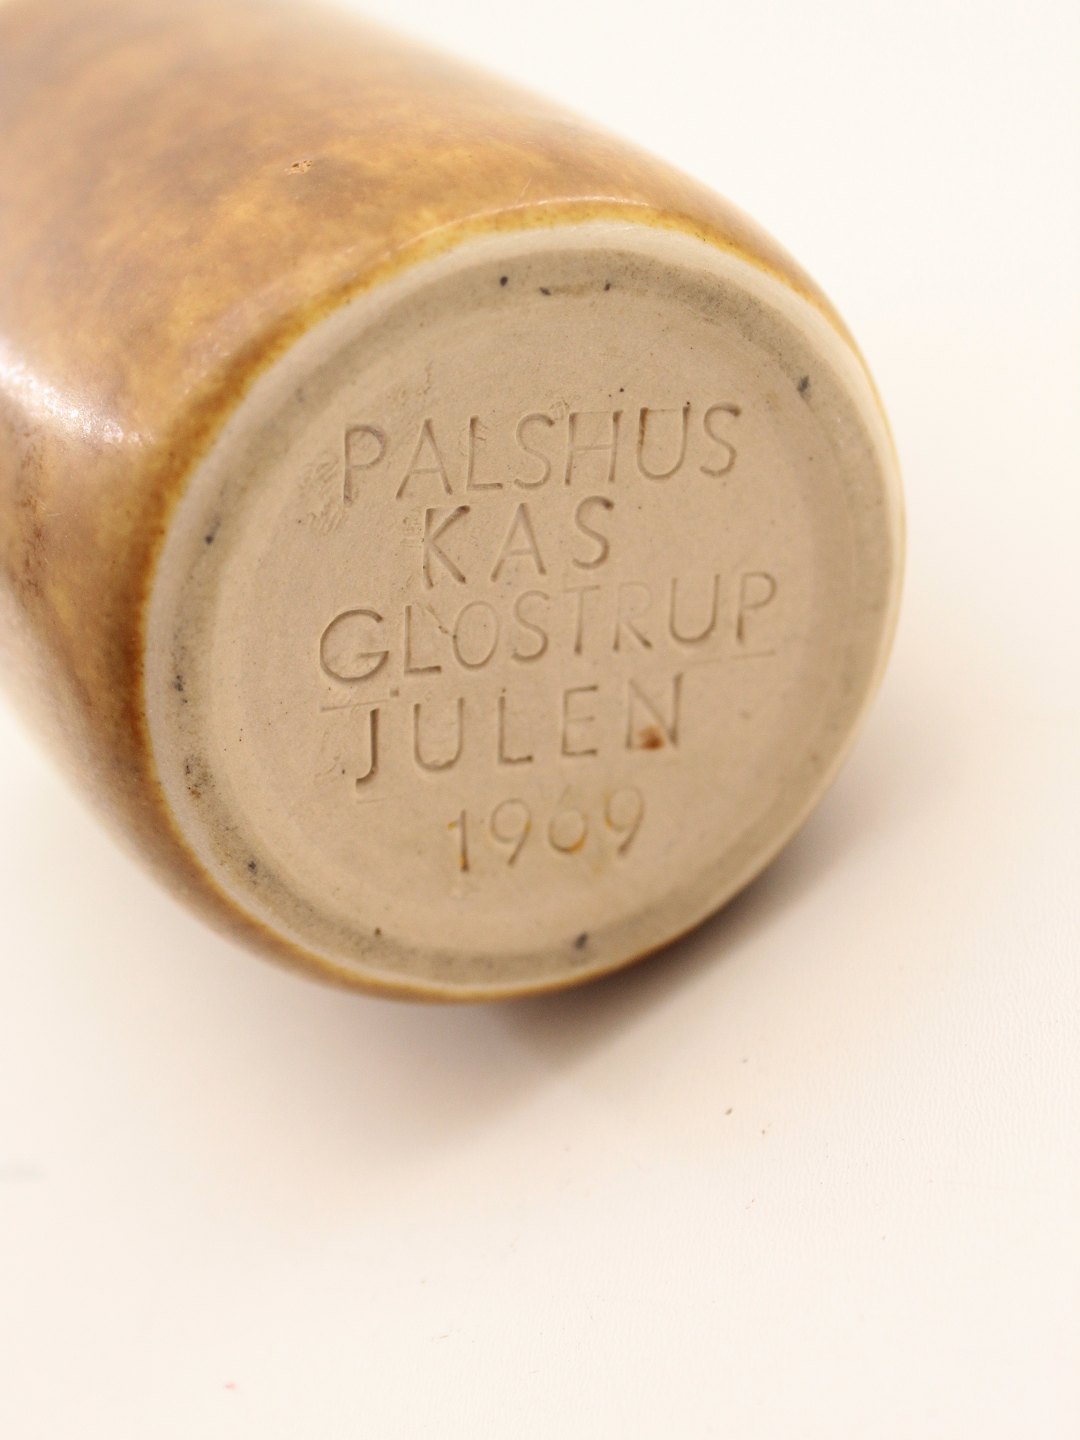 PALSHUS
KAS
GLOSTRUP
JULEN
1969